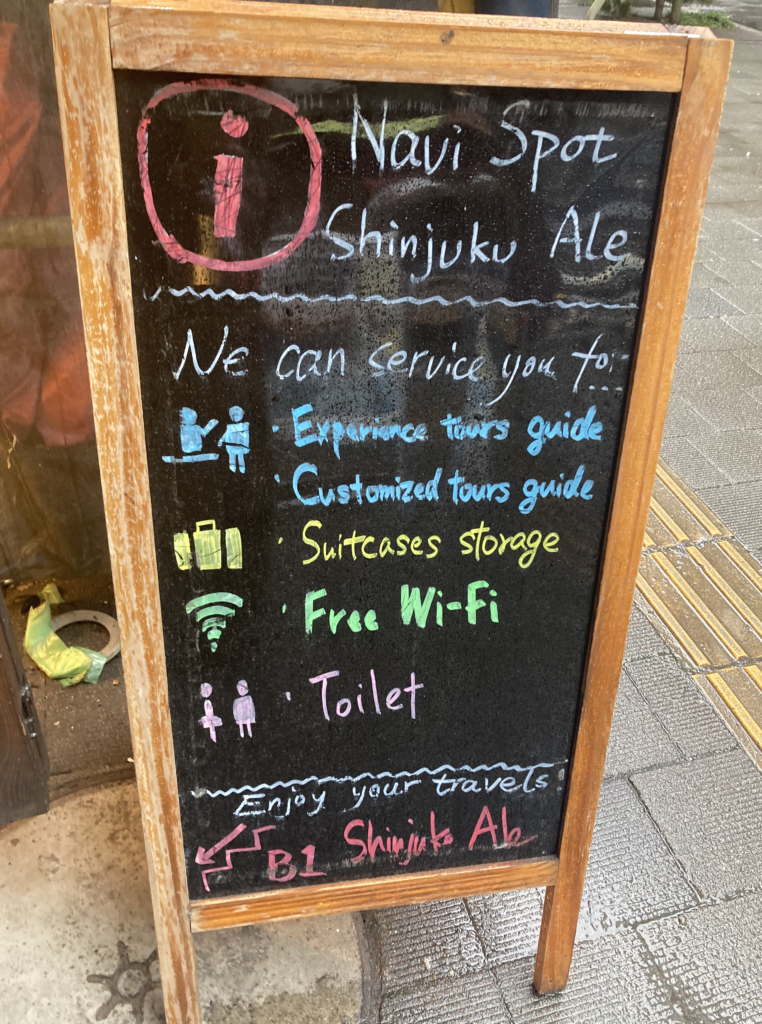 i
Navi Spot
Shinjuku Ale
We can service you to...
· Experience tours guide
· Customized tours guide
· Suitcases storage
· Free Wi-Fi
· Toilet
Enjoy your travels!
B1 Shinjuku Ale